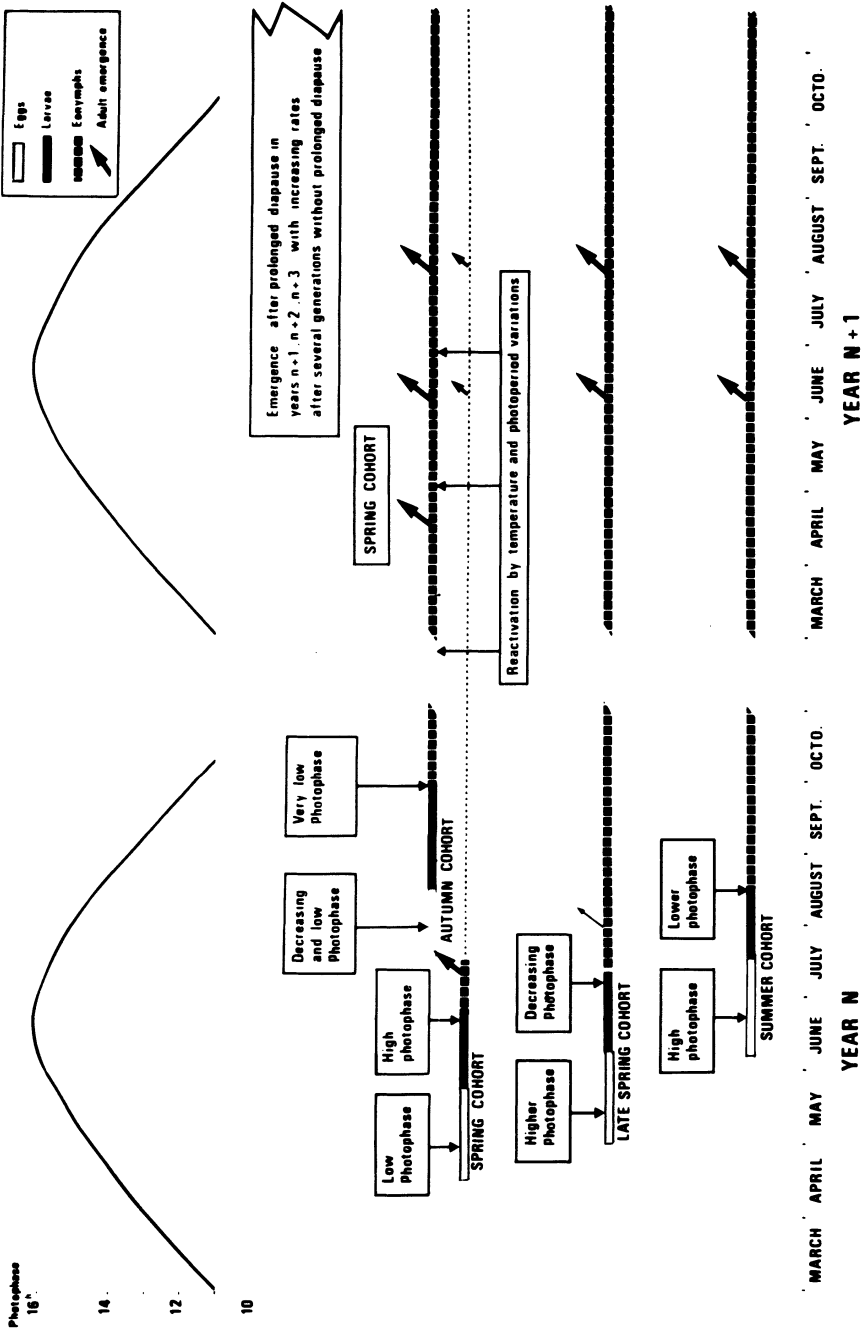 Photophase
16h
14
12
10
Eggs
Larvae
Eonymphs
Adult emergence
Emergence after prolonged diapause in
years n+1 . n+2 . n+3 with increasing rates
after several generations without prolonged diapause
Low
Photophase
High
photophase
Decreasing
and low
Photophase
Very low
Photophase
SPRING COHORT
AUTUMN COHORT
SPRING COHORT
Reactivation by temperature and photoperiod variations
Higher
Photophase
Decreasing
Photophase
LATE SPRING COHORT
High
photophase
Lower
photophase
SUMMER COHORT
' MARCH ' APRIL ' MAY ' JUNE ' JULY ' AUGUST ' SEPT. ' OCTO. '
' MARCH ' APRIL ' MAY ' JUNE ' JULY ' AUGUST ' SEPT. ' OCTO. '
YEAR N
YEAR N + 1